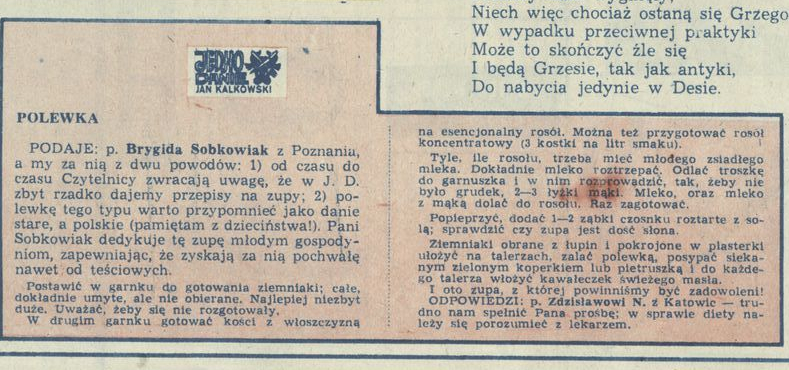 Niech więc chociaż ostaną się Grzego
W wypadku przeciwnej praktyki
Może to skończyć źle się
I będą Grzesie, tak jak antyki,
Do nabycia jedynie w Desie.
JEDNO
DANIE
JAN KALKOWSKI
POLEWKA
PODAJE: p. Brygida Sobkowiak z Poznania,
a my za nią z dwu powodów: 1) od czasu do
czasu Czytelnicy zwracają uwagę, że w J. D.
zbyt rzadko dajemy przepisy na zupy; 2) po-
lewkę tego typu warto przypomnieć jako danie
stare, a polskie (pamiętam z dzieciństwa!). Pani
Sobkowiak dedykuje tę zupę młodym gospody-
niom, zapewniając, że zyskają za nią pochwałę
nawet od teściowych.
Postawić w garnku do gotowania ziemniaki; całe,
dokładnie umyte, ale nie obierane. Najlepiej niezbyt
duże. Uważać, żeby się nie rozgotowały.
W drugim garnku gotować kości z włoszczyzną
na esencjonalny rosół. Można też przygotować rosół
koncentratowy (3 kostki na litr smaku).
Tyle, ile rosołu, trzeba mieć młodego zsiadłego
mleka. Dokładnie mleko roztrzepać. Odlać troszkę
do garnuszka i w nim rozprowadzić, tak, żeby nie
było grudek, 2—3 łyżki mąki. Mleko, oraz mleko
z mąką dolać do rosołu. Raz zagotować.
Popieprzyć, dodać 1—2 ząbki czosnku roztarte z so-
lą; sprawdzić czy zupa jest dość słona.
Ziemniaki obrane z łupin i pokrojone w plasterki
ułożyć na talerzach, zalać polewką, posypać sieka-
nym zielonym koperkiem lub pietruszką i do każde-
go talerza włożyć kawałeczek świeżego masła.
I oto zupa, z której powinniśmy być zadowoleni!
ODPOWIEDZI: p. Zdzisławowi N. z Katowic — tru-
dno nam spełnić Pana prośbę; w sprawie diety na-
leży się porozumieć z lekarzem.